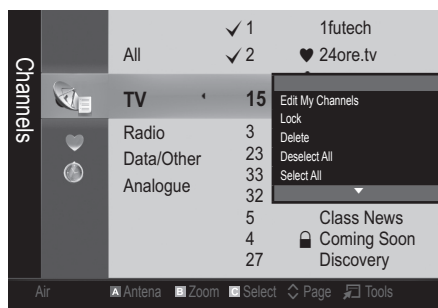 Channels
✓ 1 1futech
All ✓ 2 ♥ 24ore.tv
TV 15
Radio 3
Data/Other 23
Analogue 33
32
5 Class News
4 Coming Soon
27 Discovery
Edit My Channels
Lock
Delete
Deselect All
Select All
▼
Air A Antena B Zoom C Select Page Tools